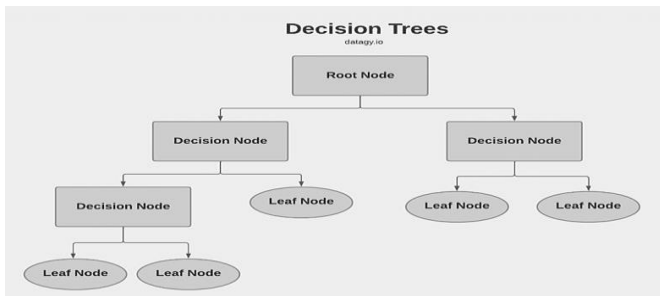 Decision Trees
datagy.io
Root Node
Decision Node
Decision Node
Decision Node
Leaf Node
Leaf Node
Leaf Node
Leaf Node
Leaf Node